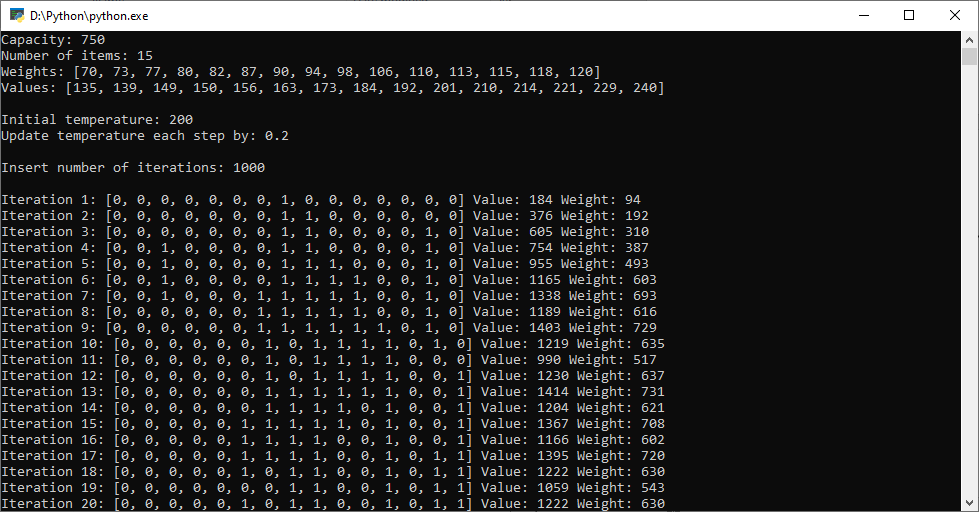 D:\Python\python.exe
Capacity: 750
Number of items: 15
Weights: [70, 73, 77, 80, 82, 87, 90, 94, 98, 106, 110, 113, 115, 118, 120]
Values: [135, 139, 149, 150, 156, 163, 173, 184, 192, 201, 210, 214, 221, 229, 240]
Initial temperature: 200
Update temperature each step by: 0.2
Insert number of iterations: 1000
Iteration 1: [0, 0, 0, 0, 0, 0, 0, 1, 0, 0, 0, 0, 0, 0, 0] Value: 184 Weight: 94
Iteration 2: [0, 0, 0, 0, 0, 0, 0, 1, 1, 0, 0, 0, 0, 0, 0] Value: 376 Weight: 192
Iteration 3: [0, 0, 0, 0, 0, 0, 0, 1, 1, 0, 0, 0, 0, 1, 0] Value: 605 Weight: 310
Iteration 4: [0, 0, 1, 0, 0, 0, 0, 1, 1, 0, 0, 0, 0, 1, 0] Value: 754 Weight: 387
Iteration 5: [0, 0, 1, 0, 0, 0, 0, 1, 1, 1, 0, 0, 0, 1, 0] Value: 955 Weight: 493
Iteration 6: [0, 0, 1, 0, 0, 0, 0, 1, 1, 1, 1, 0, 0, 1, 0] Value: 1165 Weight: 603
Iteration 7: [0, 0, 1, 0, 0, 0, 1, 1, 1, 1, 1, 0, 0, 1, 0] Value: 1338 Weight: 693
Iteration 8: [0, 0, 0, 0, 0, 0, 1, 1, 1, 1, 1, 0, 0, 1, 0] Value: 1189 Weight: 616
Iteration 9: [0, 0, 0, 0, 0, 0, 1, 1, 1, 1, 1, 1, 0, 1, 0] Value: 1403 Weight: 729
Iteration 10: [0, 0, 0, 0, 0, 0, 1, 0, 1, 1, 1, 1, 0, 1, 0] Value: 1219 Weight: 635
Iteration 11: [0, 0, 0, 0, 0, 0, 1, 0, 1, 1, 1, 1, 0, 0, 0] Value: 990 Weight: 517
Iteration 12: [0, 0, 0, 0, 0, 0, 1, 0, 1, 1, 1, 1, 0, 0, 1] Value: 1230 Weight: 637
Iteration 13: [0, 0, 0, 0, 0, 0, 1, 1, 1, 1, 1, 1, 0, 0, 1] Value: 1414 Weight: 731
Iteration 14: [0, 0, 0, 0, 0, 0, 1, 1, 1, 1, 0, 1, 0, 0, 1] Value: 1204 Weight: 621
Iteration 15: [0, 0, 0, 0, 0, 1, 1, 1, 1, 1, 0, 1, 0, 0, 1] Value: 1367 Weight: 708
Iteration 16: [0, 0, 0, 0, 0, 1, 1, 1, 1, 0, 0, 1, 0, 0, 1] Value: 1166 Weight: 602
Iteration 17: [0, 0, 0, 0, 0, 1, 1, 1, 1, 0, 0, 1, 0, 1, 1] Value: 1395 Weight: 720
Iteration 18: [0, 0, 0, 0, 0, 1, 0, 1, 1, 0, 0, 1, 0, 1, 1] Value: 1222 Weight: 630
Iteration 19: [0, 0, 0, 0, 0, 0, 0, 1, 1, 0, 0, 1, 0, 1, 1] Value: 1059 Weight: 543
Iteration 20: [0, 0, 0, 0, 0, 1, 0, 1, 1, 0, 0, 1, 0, 1, 1] Value: 1222 Weight: 630